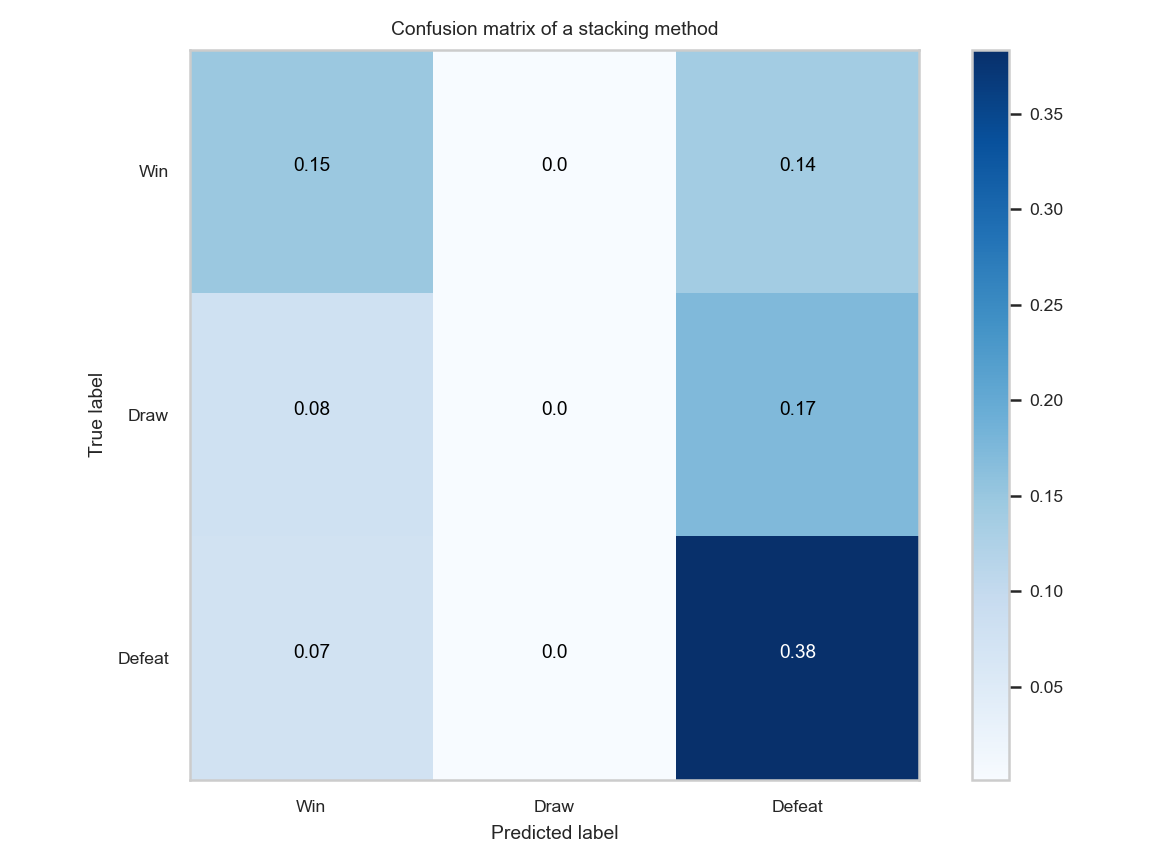 Confusion matrix of a stacking method
Win
0.15
0.0
0.14
Draw
0.08
0.0
0.17
Defeat
0.07
0.0
0.38
True label
Win
Draw
Defeat
Predicted label
0.35
0.30
0.25
0.20
0.15
0.10
0.05